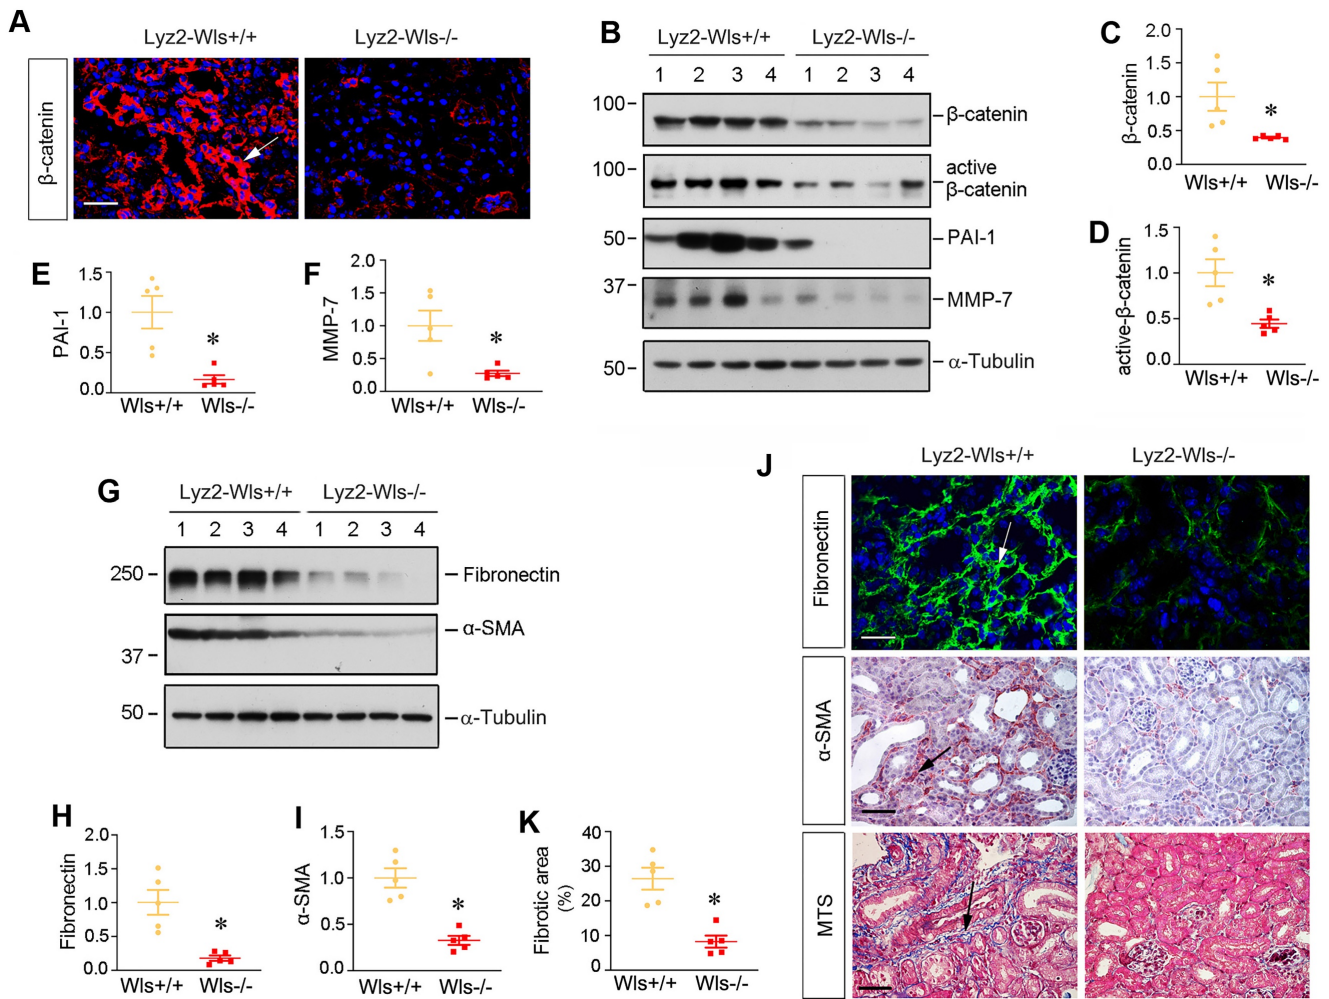 A
Lyz2-Wls+/+ Lyz2-Wls-/-
β-catenin
B
Lyz2-Wls+/+ Lyz2-Wls-/-
1 2 3 4 1 2 3 4
100 β-catenin
100 active
β-catenin
50 PAI-1
37 MMP-7
50 α-Tubulin
C
β-catenin
2.0
1.5
1.0
0.5
0.0
*
Wls+/+ Wls-/-
D
active-β-catenin
1.5
1.0
0.5
0.0
*
Wls+/+ Wls-/-
E
PAI-1
1.5
1.0
0.5
0.0
*
Wls+/+ Wls-/-
F
MMP-7
2.0
1.5
1.0
0.5
0.0
*
Wls+/+ Wls-/-
G
Lyz2-Wls+/+ Lyz2-Wls-/-
1 2 3 4 1 2 3 4
250 Fibronectin
α-SMA
37
50 α-Tubulin
H
Fibronectin
2.0
1.5
1.0
0.5
0.0
*
Wls+/+ Wls-/-
I
α-SMA
1.5
1.0
0.5
0.0
*
Wls+/+ Wls-/-
J
Lyz2-Wls+/+ Lyz2-Wls-/-
Fibronectin
α-SMA
MTS
K
Fibrotic area
(%)
40
30
20
10
0
*
Wls+/+ Wls-/-